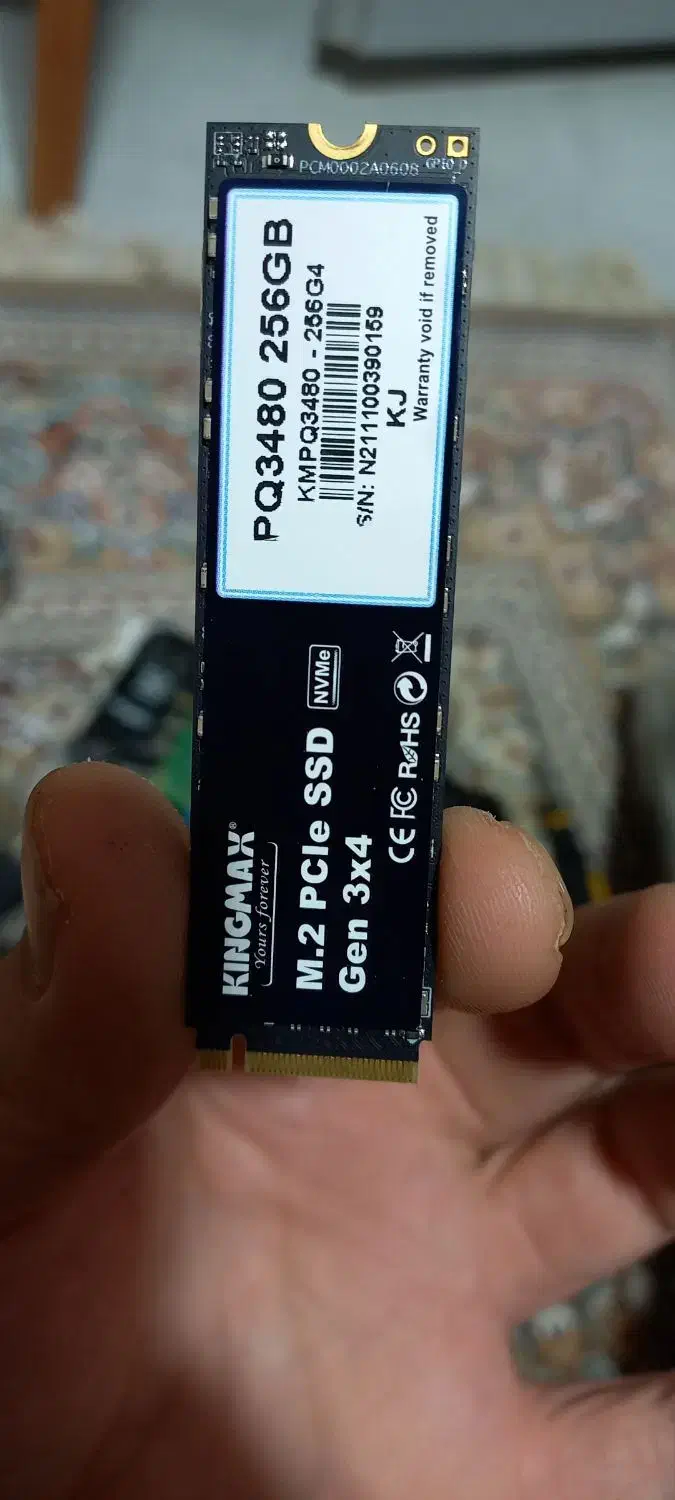 PCM0002A0608
GPIO_0
PQ3480 256GB
KMPQ3480 - 256G4
S/N: N211100390159
KJ
Warranty void if removed
KINGMAX®
Yours forever
M.2 PCIe SSD NVMe
Gen 3x4
CE FC RoHS